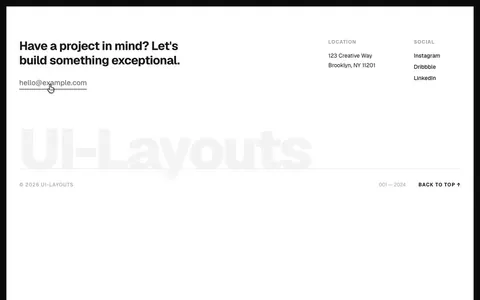 Have a project in mind? Let's
build something exceptional.
hello@example.com
LOCATION
123 Creative Way
Brooklyn, NY 11201
SOCIAL
Instagram
Dribbble
LinkedIn
UI-Layouts
© 2026 UI-LAYOUTS
001 — 2024
BACK TO TOP ↑